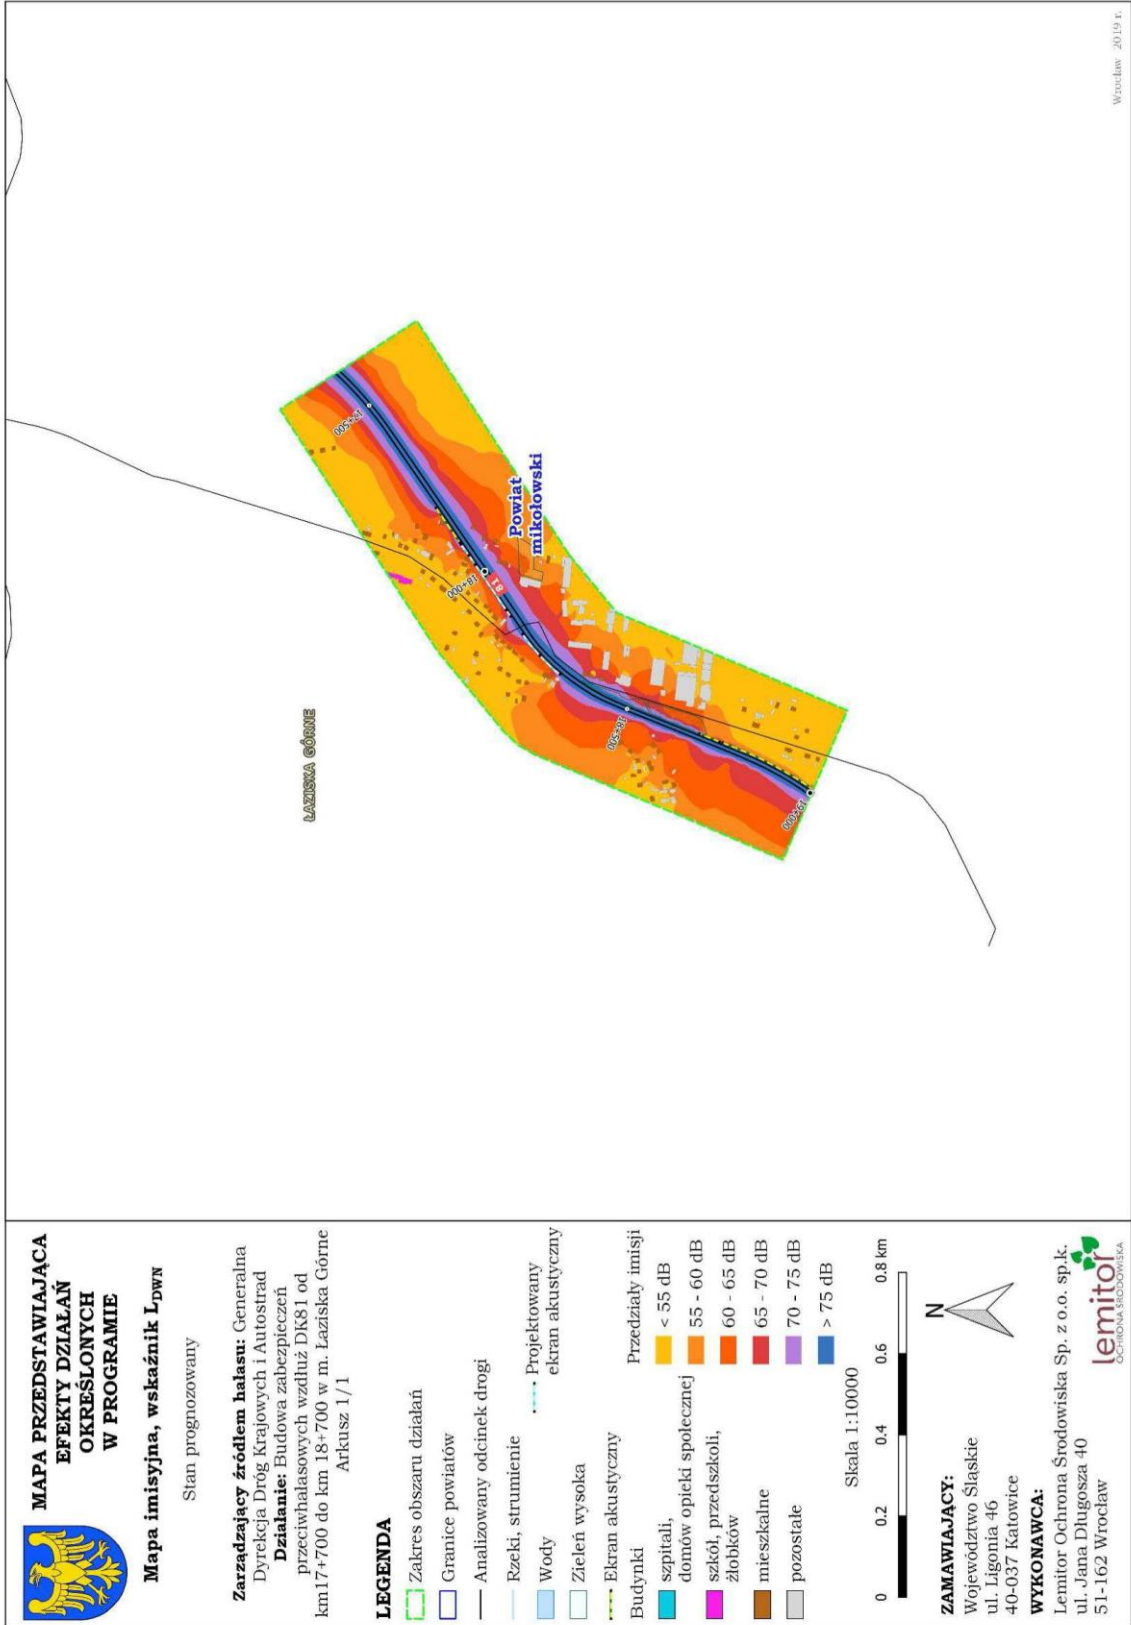 MAPA PRZEDSTAWIAJĄCA
EFEKTY DZIAŁAŃ
OKREŚLONYCH
W PROGRAMIE
Mapa imisyjna, wskaźnik LDWN
Stan prognozowany
Zarządzający źródłem hałasu: Generalna
Dyrekcja Dróg Krajowych i Autostrad
Działanie: Budowa zabezpieczeń
przeciwhałasowych wzdłuż DK81 od
km17+700 do km 18+700 w m. Łaziska Górne
Arkusz 1/1
LEGENDA
Zakres obszaru działań
Granice powiatów
Analizowany odcinek drogi
Rzeki, strumienie
Wody
Zieleń wysoka
Ekran akustyczny
Projektowany
ekran akustyczny
Budynki
szpitali,
domów opieki społecznej
szkół, przedszkoli,
żłobków
mieszkalne
pozostałe
Przedziały imisji
< 55 dB
55 - 60 dB
60 - 65 dB
65 - 70 dB
70 - 75 dB
> 75 dB
Skala 1:10000
0 0.2 0.4 0.6 0.8 km
N
ZAMAWIAJĄCY:
Województwo Śląskie
ul. Ligonia 46
40-037 Katowice
WYKONAWCA:
Lemitor Ochrona Środowiska Sp. z o.o. sp.k.
ul. Jana Długosza 40
51-162 Wrocław
lemitor
OCHRONA ŚRODOWISKA
ŁAZISKA GÓRNE
17+500
18+000
81
Powiat
mikołowski
18+500
19+000
Wrocław 2019 r.